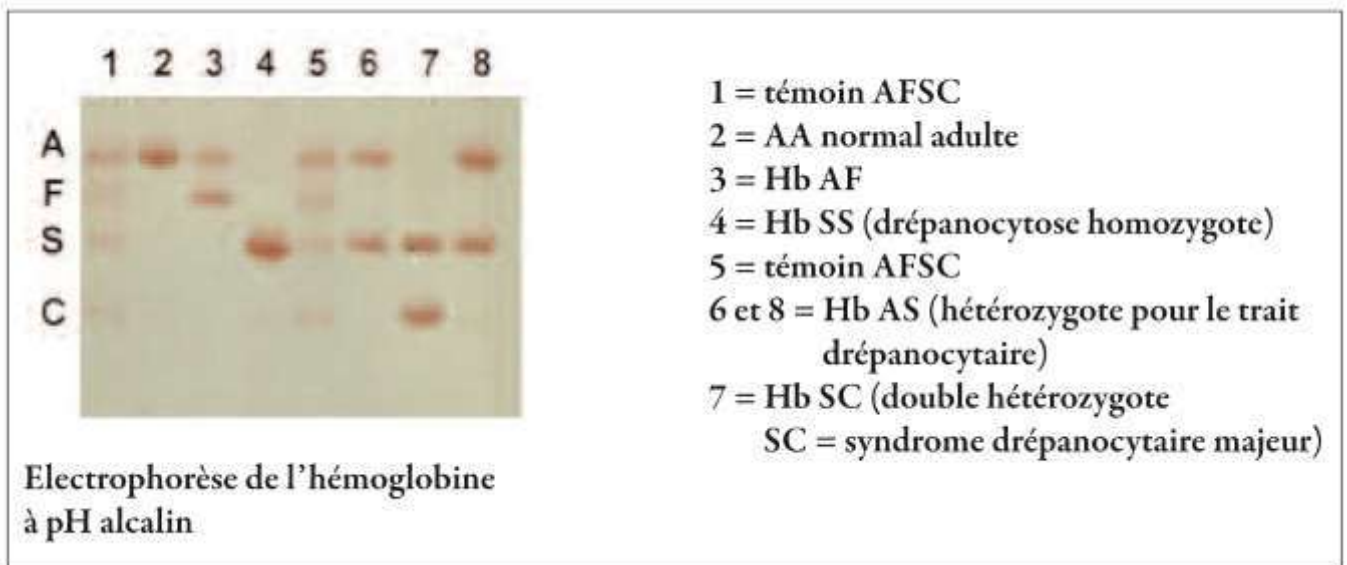 1 2 3 4 5 6 7 8
A
F
S
C
Electrophorèse de l'hémoglobine
à pH alcalin
1 = témoin AFSC
2 = AA normal adulte
3 = Hb AF
4 = Hb SS (drépanocytose homozygote)
5 = témoin AFSC
6 et 8 = Hb AS (hétérozygote pour le trait
drépanocytaire)
7 = Hb SC (double hétérozygote
SC = syndrome drépanocytaire majeur)